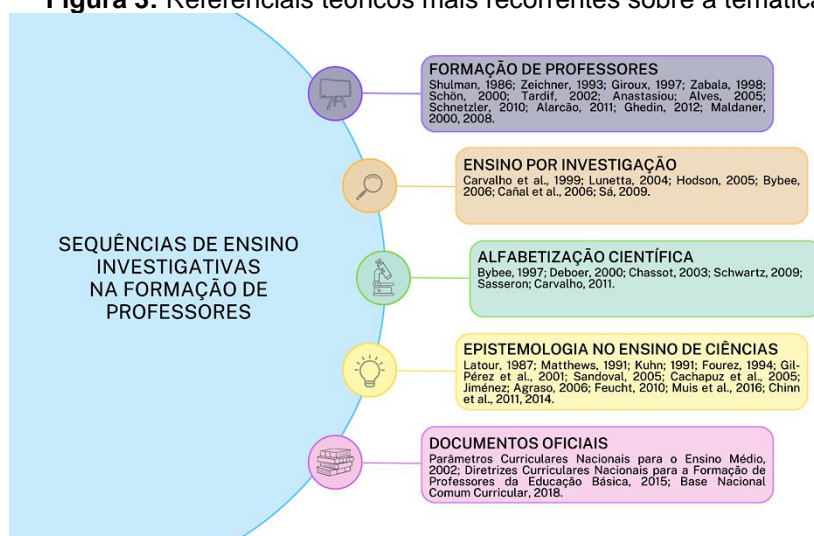 Figura 3: Referenciais teóricos mais recorrentes sobre a temática
SEQUÊNCIAS DE ENSINO
INVESTIGATIVAS
NA FORMAÇÃO DE
PROFESSORES
FORMAÇÃO DE PROFESSORES
Shulman, 1986; Zeichner, 1993; Giroux, 1997; Zabala, 1998;
Schön, 2000; Tardif, 2002; Anastasiou; Alves, 2005;
Schnetzler, 2010; Alarcão, 2011; Ghedin, 2012; Maldaner,
2000, 2008.
ENSINO POR INVESTIGAÇÃO
Carvalho et al., 1999; Lunetta, 2004; Hodson, 2005; Bybee,
2006; Cañal et al., 2006; Sá, 2009.
ALFABETIZAÇÃO CIENTÍFICA
Bybee, 1997; Deboer, 2000; Chassot, 2003; Schwartz, 2009;
Sasseron; Carvalho, 2011.
EPISTEMOLOGIA NO ENSINO DE CIÊNCIAS
Latour, 1987; Matthews, 1991; Kuhn; 1991; Fourez, 1994; Gil-
Pérez et al., 2001; Sandoval, 2005; Cachapuz et al., 2005;
Jiménez; Agraso, 2006; Feucht, 2010; Muis et al., 2016; Chinn
et al., 2011, 2014.
DOCUMENTOS OFICIAIS
Parâmetros Curriculares Nacionais para o Ensino Médio,
2002; Diretrizes Curriculares Nacionais para a Formação de
Professores da Educação Básica, 2015; Base Nacional
Comum Curricular, 2018.